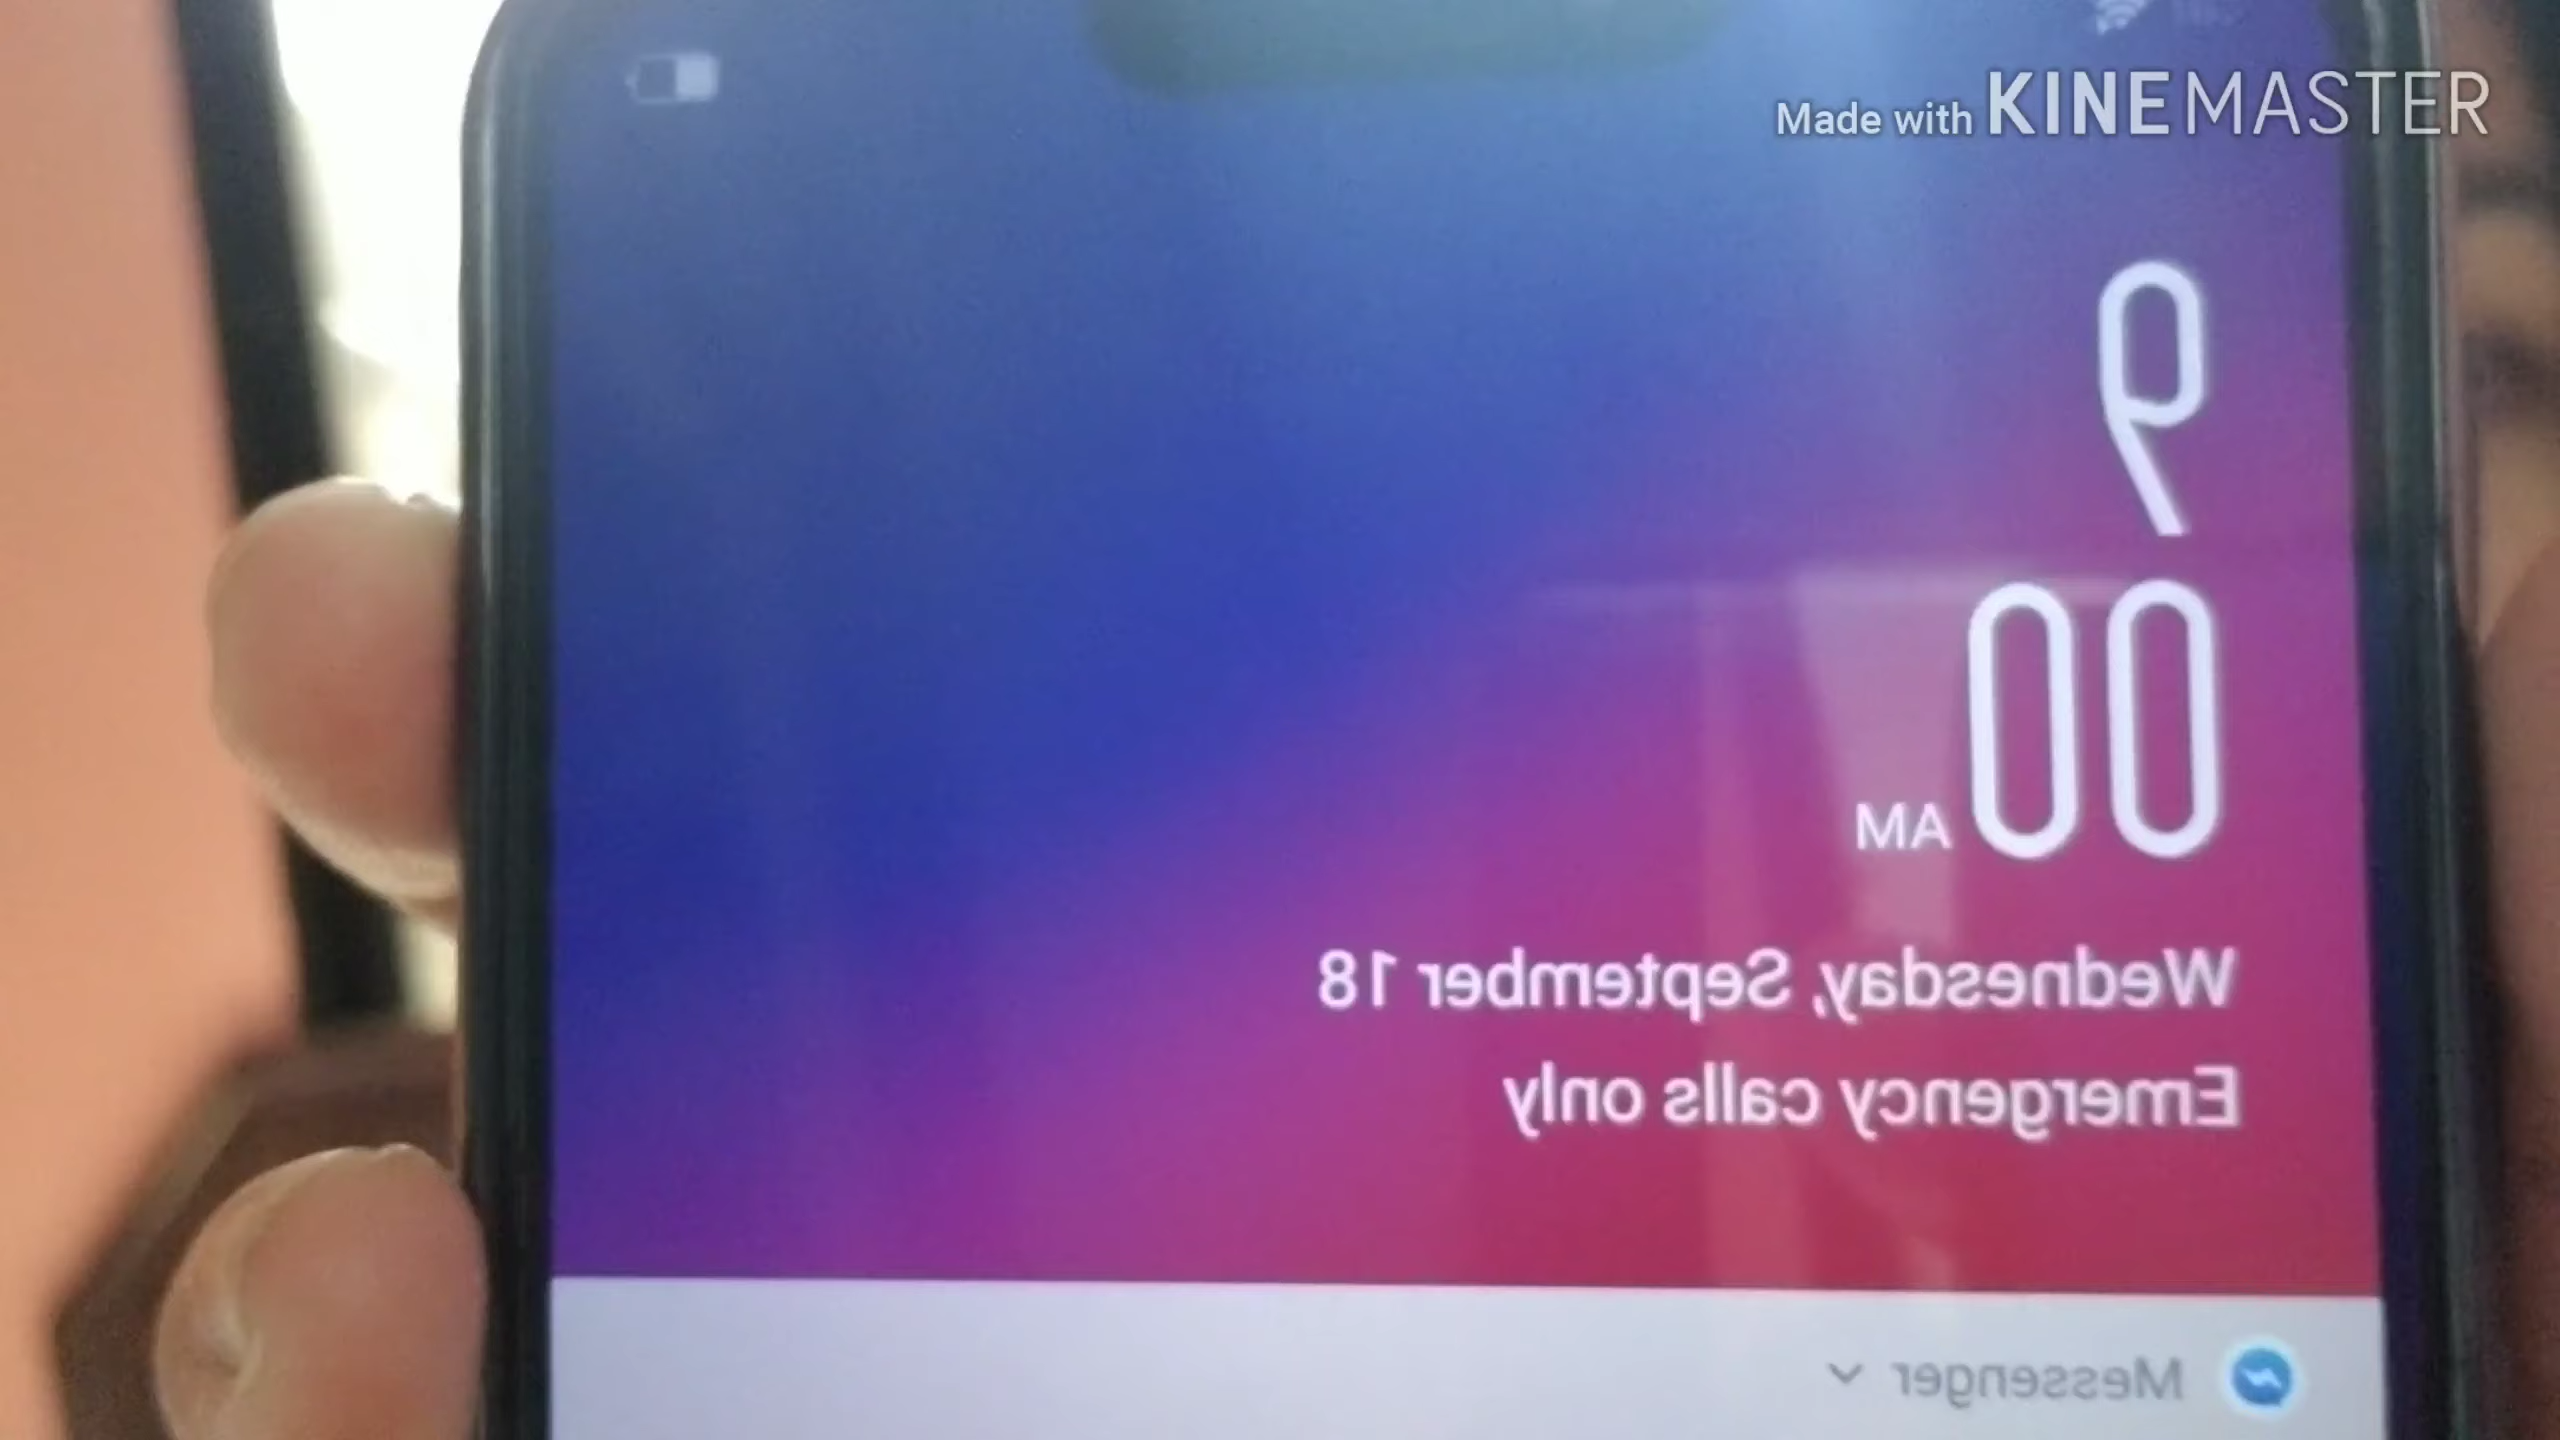 Made with KINEMASTER
9
00 AM
Wednesday, September 18
Emergency calls only
Messenger